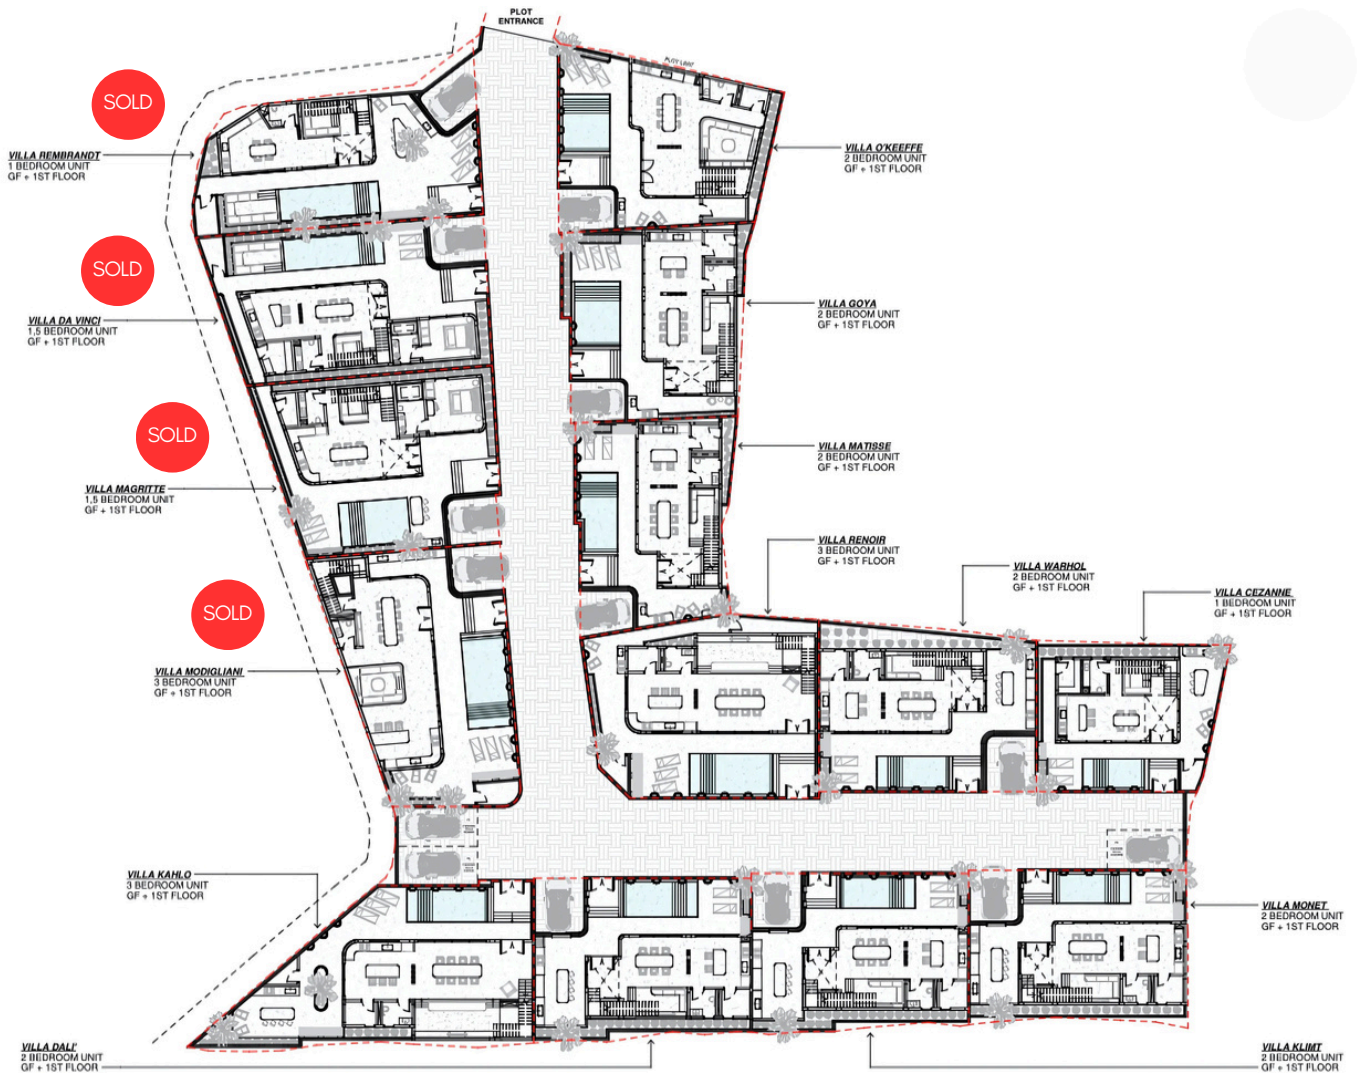 PLOT
ENTRANCE
PLOT LIMIT
SOLD
VILLA REMBRANDT
1 BEDROOM UNIT
GF + 1ST FLOOR
VILLA O'KEEFFE
2 BEDROOM UNIT
GF + 1ST FLOOR
SOLD
VILLA DA VINCI
1,5 BEDROOM UNIT
GF + 1ST FLOOR
VILLA GOYA
2 BEDROOM UNIT
GF + 1ST FLOOR
SOLD
VILLA MAGRITTE
1,5 BEDROOM UNIT
GF + 1ST FLOOR
VILLA MATISSE
2 BEDROOM UNIT
GF + 1ST FLOOR
VILLA RENOIR
3 BEDROOM UNIT
GF + 1ST FLOOR
VILLA WARHOL
2 BEDROOM UNIT
GF + 1ST FLOOR
VILLA CEZANNE
1 BEDROOM UNIT
GF + 1ST FLOOR
SOLD
VILLA MODIGLIANI
3 BEDROOM UNIT
GF + 1ST FLOOR
VILLA KAHLO
3 BEDROOM UNIT
GF + 1ST FLOOR
VILLA MONET
2 BEDROOM UNIT
GF + 1ST FLOOR
VILLA DALI'
2 BEDROOM UNIT
GF + 1ST FLOOR
VILLA KLIMT
2 BEDROOM UNIT
GF + 1ST FLOOR